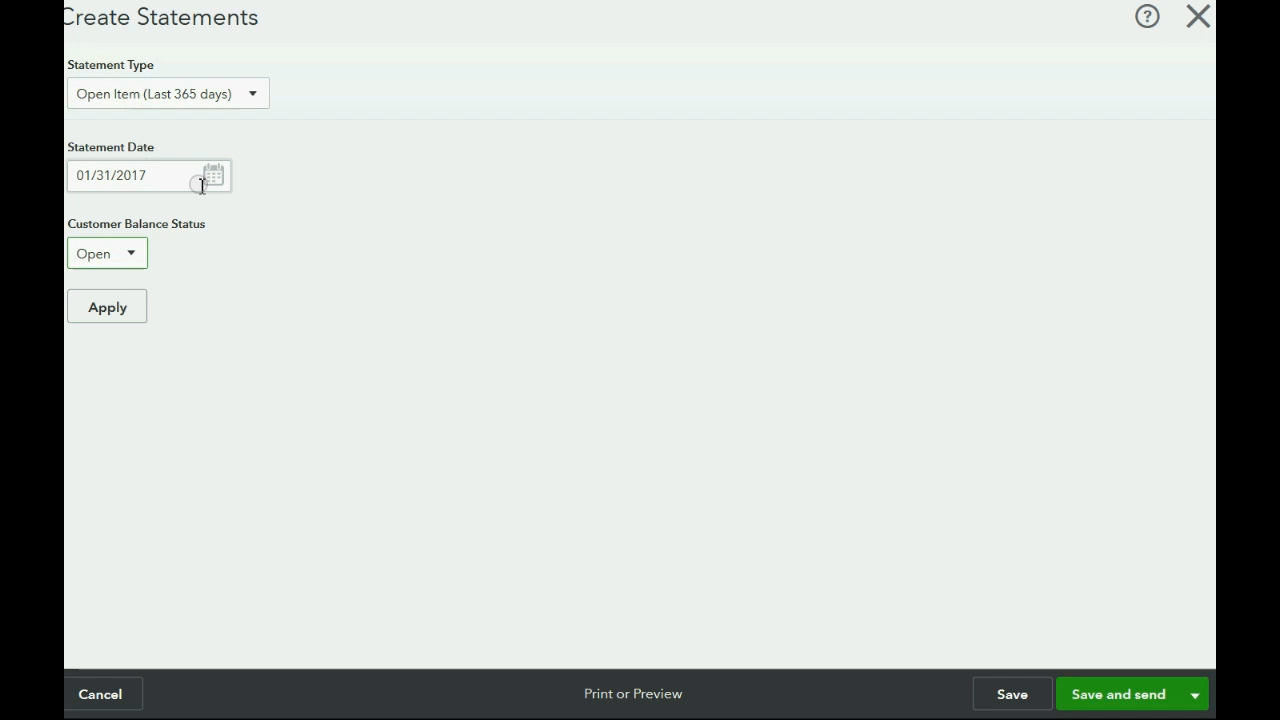 Create Statements
Statement Type
Open Item (Last 365 days)
Statement Date
01/31/2017
Customer Balance Status
Open
Apply
Cancel
Print or Preview
Save
Save and send